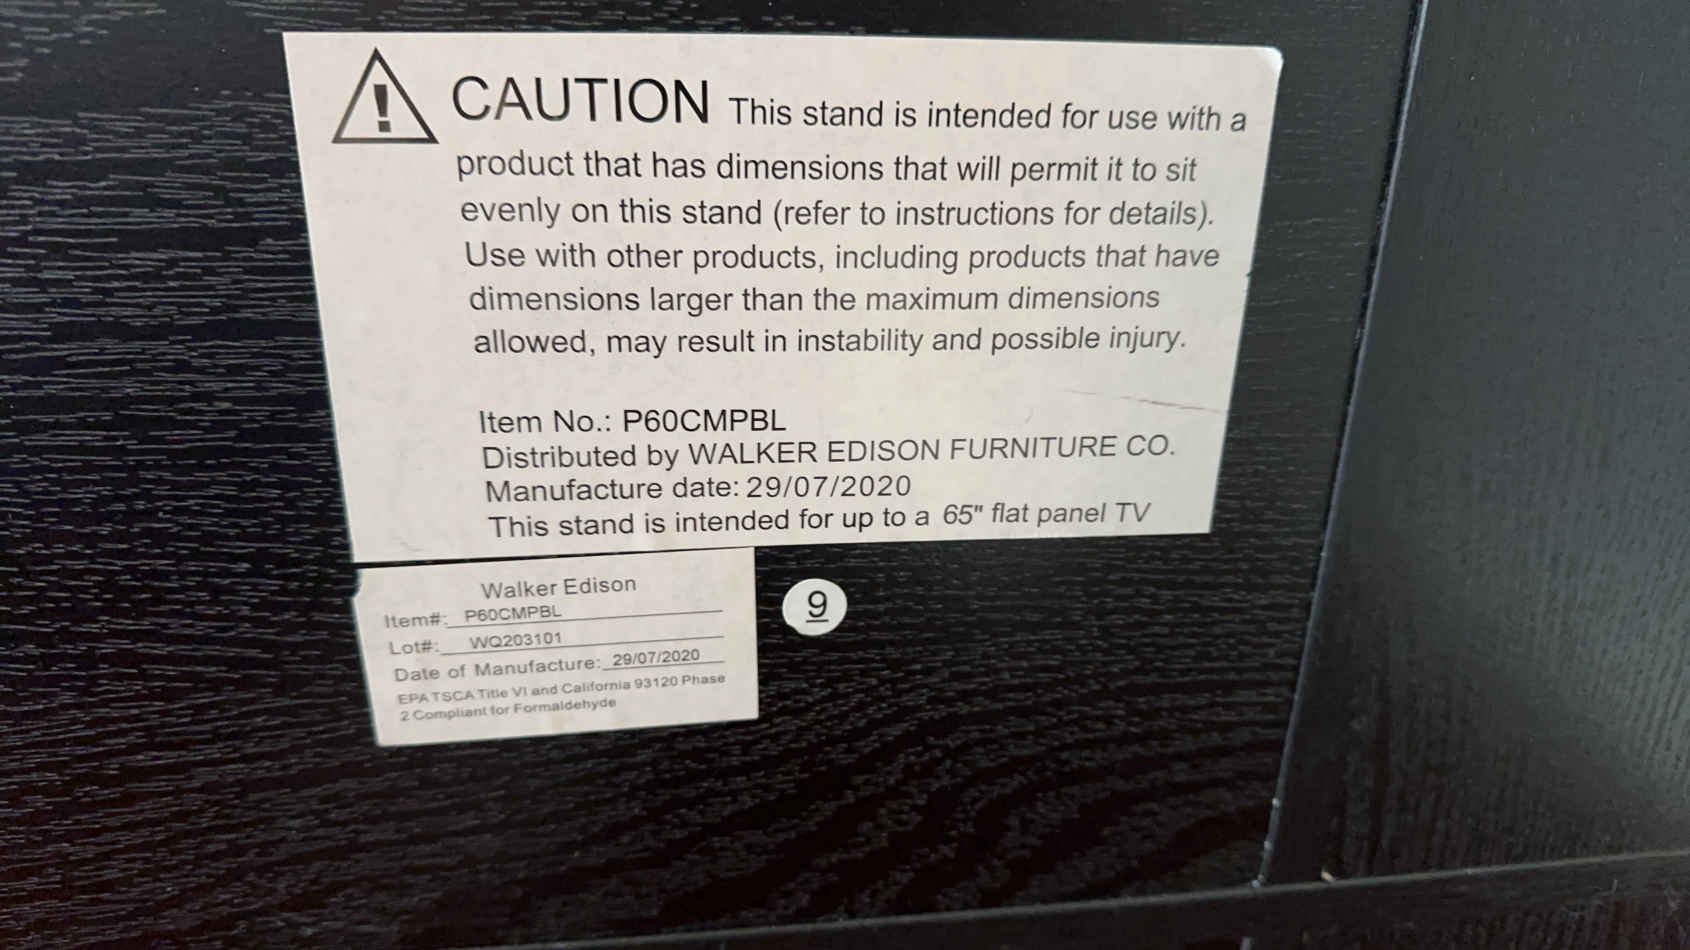 CAUTION This stand is intended for use with a
product that has dimensions that will permit it to sit
evenly on this stand (refer to instructions for details).
Use with other products, including products that have
dimensions larger than the maximum dimensions
allowed, may result in instability and possible injury.
Item No.: P60CMPBL
Distributed by WALKER EDISON FURNITURE CO.
Manufacture date: 29/07/2020
This stand is intended for up to a 65" flat panel TV
Walker Edison
Item#: P60CMPBL
Lot#: WQ203101
Date of Manufacture: 29/07/2020
EPA TSCA Title VI and California 93120 Phase
2 Compliant for Formaldehyde
9